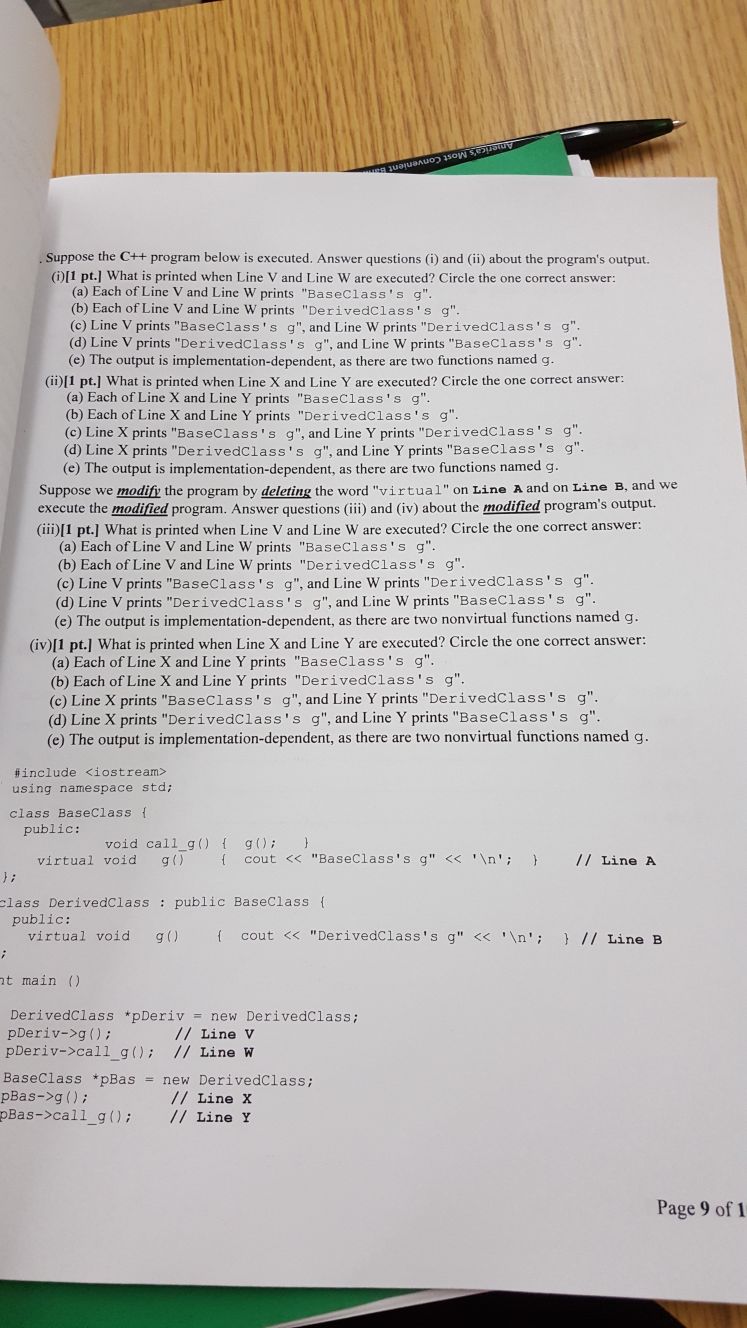 America's Most Convenient
. Suppose the C++ program below is executed. Answer questions (i) and (ii) about the program's output.
(i)[1 pt.] What is printed when Line V and Line W are executed? Circle the one correct answer:
(a) Each of Line V and Line W prints "BaseClass's g".
(b) Each of Line V and Line W prints "DerivedClass's g".
(c) Line V prints "BaseClass's g", and Line W prints "DerivedClass's g".
(d) Line V prints "DerivedClass's g", and Line W prints "BaseClass's g".
(e) The output is implementation-dependent, as there are two functions named g.
(ii)[1 pt.] What is printed when Line X and Line Y are executed? Circle the one correct answer:
(a) Each of Line X and Line Y prints "BaseClass's g".
(b) Each of Line X and Line Y prints "DerivedClass's g".
(c) Line X prints "BaseClass's g", and Line Y prints "DerivedClass's g".
(d) Line X prints "DerivedClass's g", and Line Y prints "BaseClass's g".
(e) The output is implementation-dependent, as there are two functions named g.
Suppose we modify the program by deleting the word "virtual" on Line A and on Line B, and we
execute the modified program. Answer questions (iii) and (iv) about the modified program's output.
(iii)[1 pt.] What is printed when Line V and Line W are executed? Circle the one correct answer:
(a) Each of Line V and Line W prints "BaseClass's g".
(b) Each of Line V and Line W prints "DerivedClass's g".
(c) Line V prints "BaseClass's g", and Line W prints "DerivedClass's g".
(d) Line V prints "DerivedClass's g", and Line W prints "BaseClass's g".
(e) The output is implementation-dependent, as there are two nonvirtual functions named g.
(iv)[1 pt.] What is printed when Line X and Line Y are executed? Circle the one correct answer:
(a) Each of Line X and Line Y prints "BaseClass's g".
(b) Each of Line X and Line Y prints "DerivedClass's g".
(c) Line X prints "BaseClass's g", and Line Y prints "DerivedClass's g".
(d) Line X prints "DerivedClass's g", and Line Y prints "BaseClass's g".
(e) The output is implementation-dependent, as there are two nonvirtual functions named g.
#include <iostream>
using namespace std;
class BaseClass {
public:
void call_g() { g(); }
virtual void g() { cout << "BaseClass's g" << '\n'; } // Line A
};
class DerivedClass : public BaseClass {
public:
virtual void g() { cout << "DerivedClass's g" << '\n'; } // Line B
;
nt main ()
DerivedClass *pDeriv = new DerivedClass;
pDeriv->g(); // Line V
pDeriv->call_g(); // Line W
BaseClass *pBas = new DerivedClass;
pBas->g(); // Line X
pBas->call_g(); // Line Y
Page 9 of 1